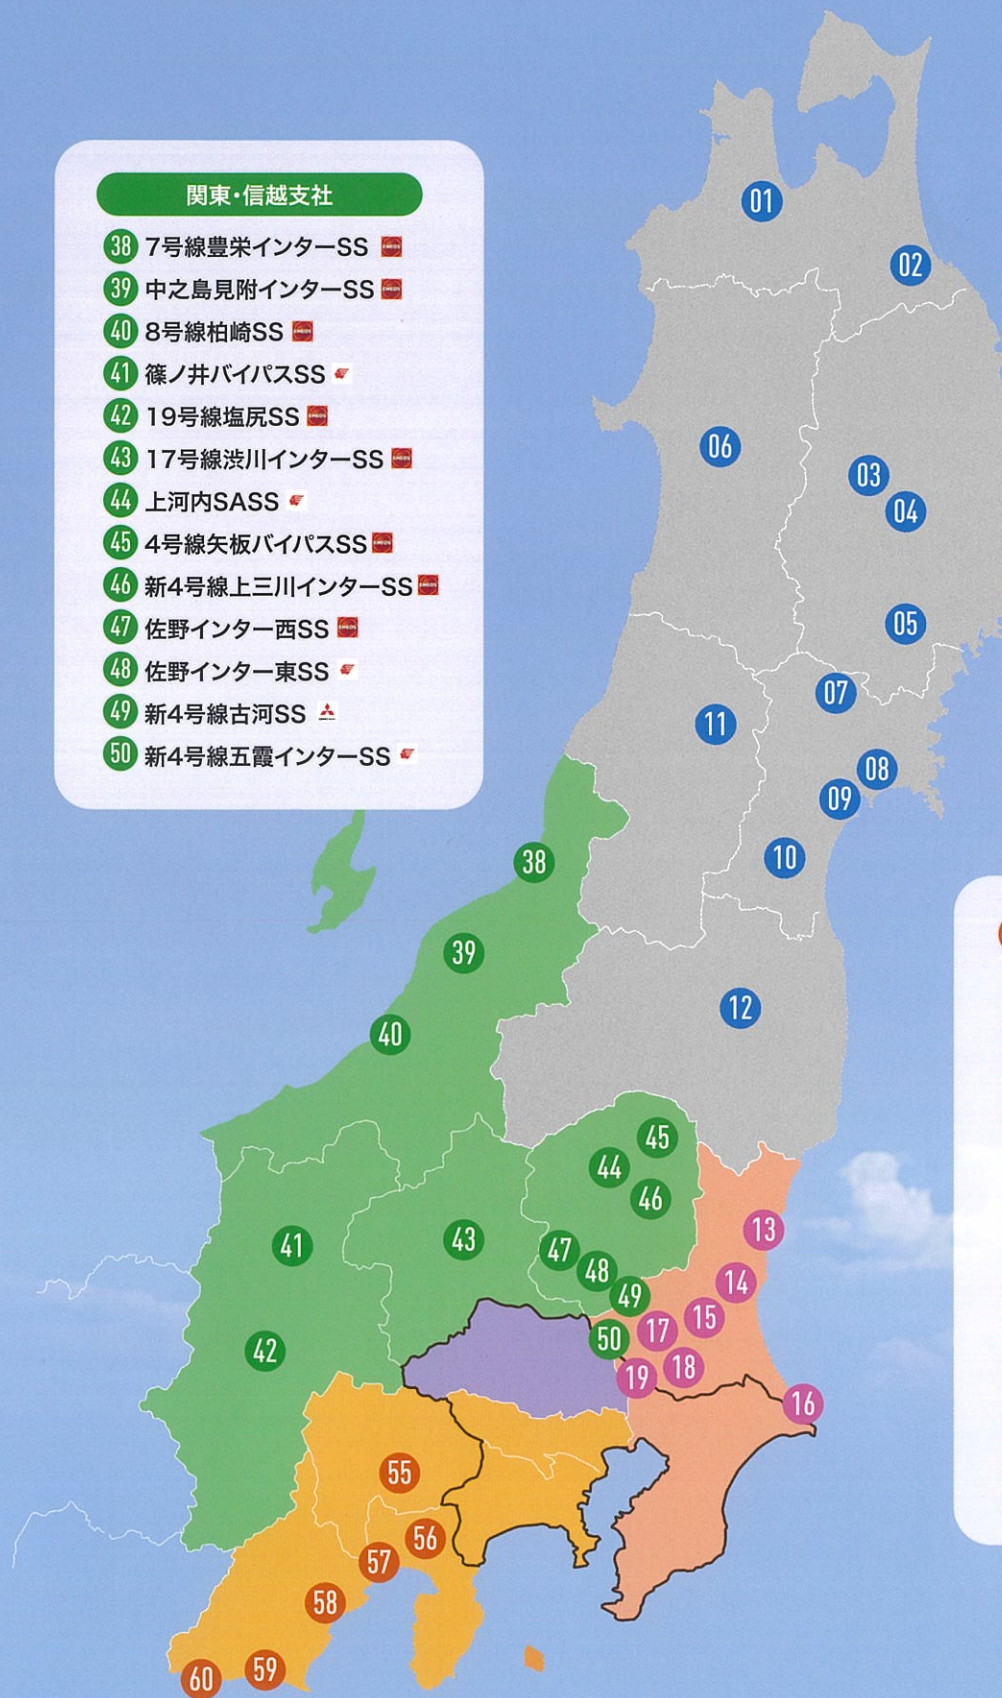 関東・信越支社
38 7号線豊栄インターSS ENEOS
39 中之島見附インターSS ENEOS
40 8号線柏崎SS ENEOS
41 篠ノ井バイパスSS
42 19号線塩尻SS ENEOS
43 17号線渋川インターSS ENEOS
44 上河内SASS
45 4号線矢板バイパスSS ENEOS
46 新4号線上三川インターSS ENEOS
47 佐野インター西SS ENEOS
48 佐野インター東SS
49 新4号線古河SS
50 新4号線五霞インターSS
01
02
06
03
04
05
07
11
08
09
10
38
39
12
40
45
44
46
13
41
43
47
48
14
49
15
17
50
42
18
19
16
55
56
57
58
59
60